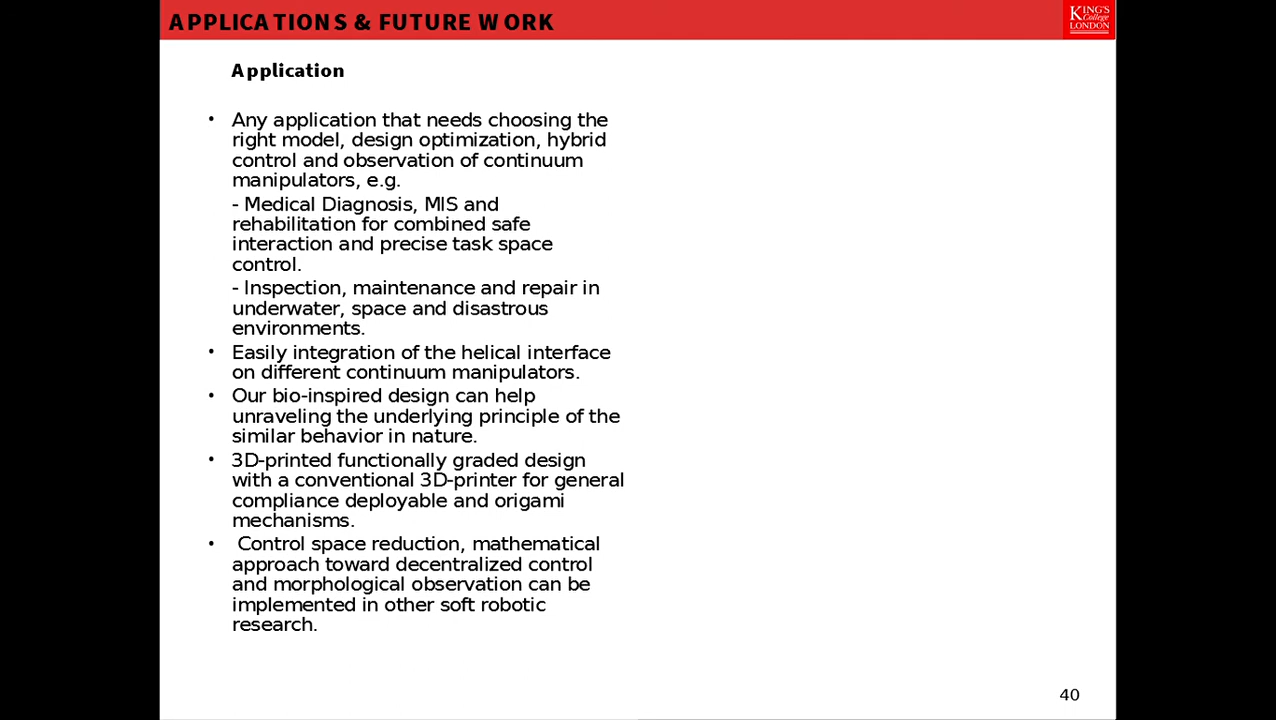 APPLICATIONS & FUTURE WORK
KING'S
College
LONDON
Application
• Any application that needs choosing the
right model, design optimization, hybrid
control and observation of continuum
manipulators, e.g.
- Medical Diagnosis, MIS and
rehabilitation for combined safe
interaction and precise task space
control.
- Inspection, maintenance and repair in
underwater, space and disastrous
environments.
• Easily integration of the helical interface
on different continuum manipulators.
• Our bio-inspired design can help
unraveling the underlying principle of the
similar behavior in nature.
• 3D-printed functionally graded design
with a conventional 3D-printer for general
compliance deployable and origami
mechanisms.
• Control space reduction, mathematical
approach toward decentralized control
and morphological observation can be
implemented in other soft robotic
research.
40